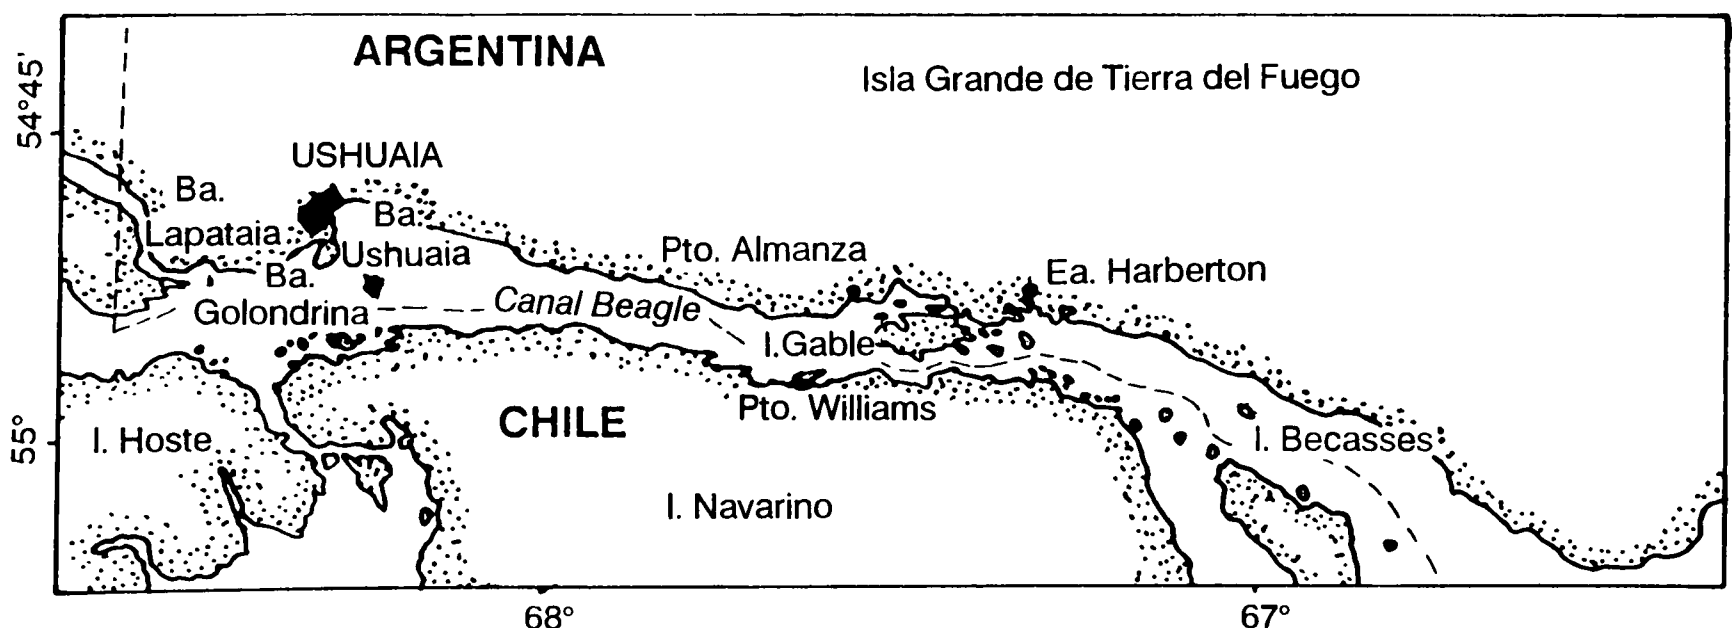 ARGENTINA
Isla Grande de Tierra del Fuego
54°45'
USHUAIA
Ba.
Lapataia
Ba.
Ushuaia
Ba.
Golondrina
Canal Beagle
Pto. Almanza
Ea. Harberton
I.Gable
Pto. Williams
CHILE
I. Hoste
55°
I. Becasses
I. Navarino
68°
67°